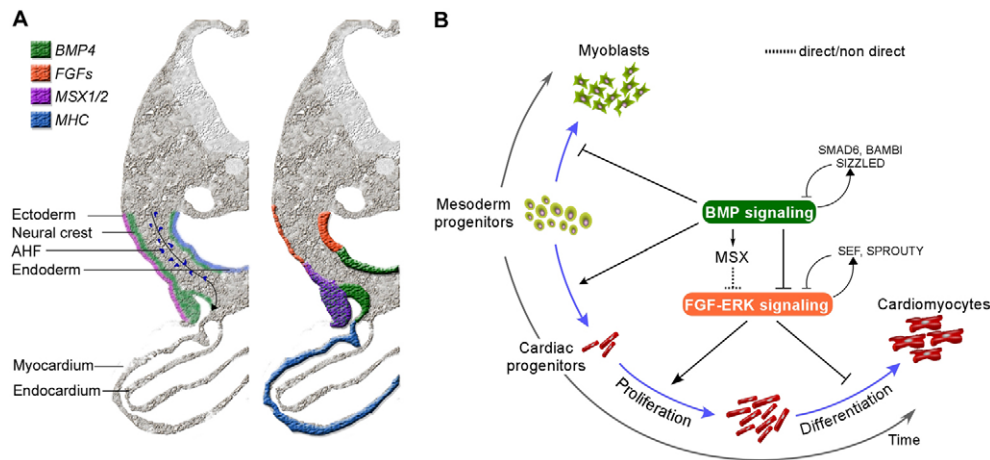 A
BMP4
FGFs
MSX1/2
MHC
Ectoderm
Neural crest
AHF
Endoderm
Myocardium
Endocardium
B
Myoblasts
direct/non direct
SMAD6, BAMBI
SIZZLED
Mesoderm
progenitors
BMP signaling
MSX
SEF, SPROUTY
FGF-ERK signaling
Cardiomyocytes
Cardiac
progenitors
Proliferation
Differentiation
Time